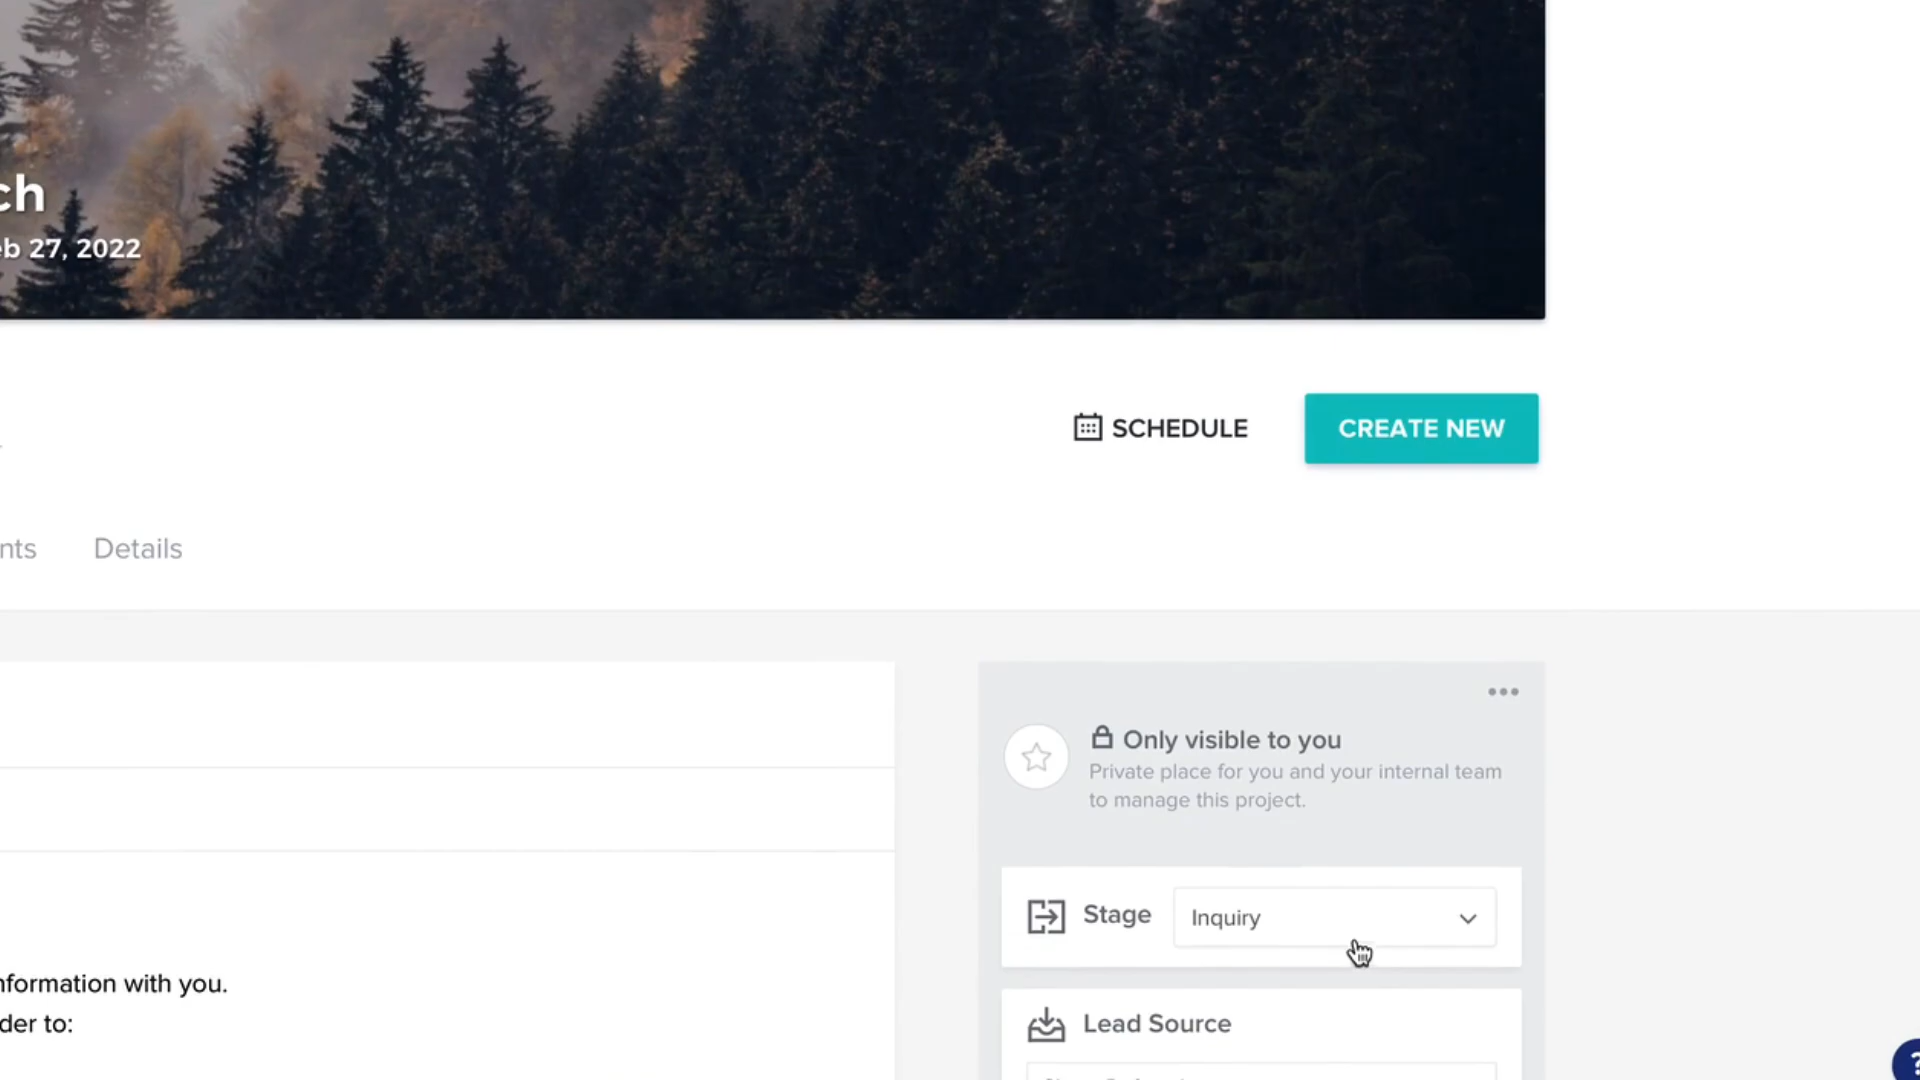 ch
eb 27, 2022
SCHEDULE
CREATE NEW
nts
Details
Only visible to you
Private place for you and your internal team
to manage this project.
Stage
Inquiry
nformation with you.
der to:
Lead Source
?